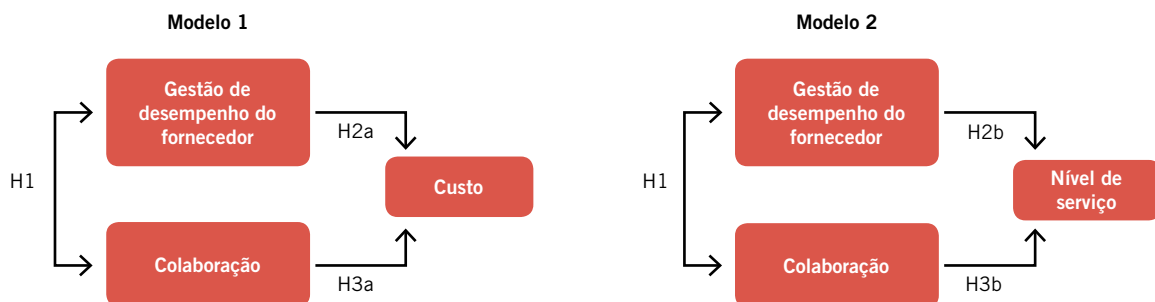 Modelo 1
Gestão de
desempenho do
fornecedor
H2a
H1
Custo
Colaboração
H3a
Modelo 2
Gestão de
desempenho do
fornecedor
H2b
H1
Nível de
serviço
Colaboração
H3b